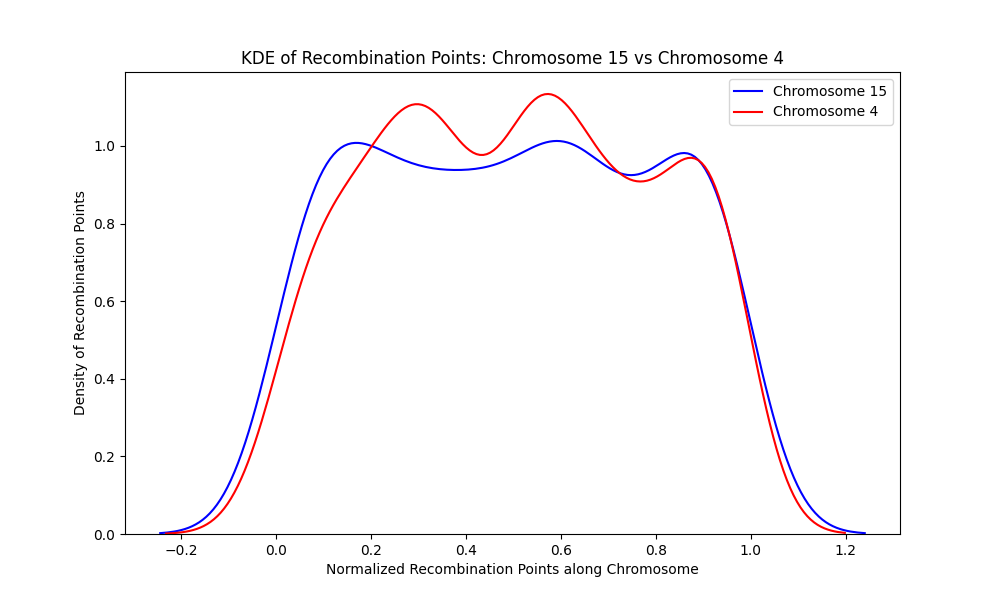 KDE of Recombination Points: Chromosome 15 vs Chromosome 4
Chromosome 15
Chromosome 4
Density of Recombination Points
1.0
0.8
0.6
0.4
0.2
0.0
−0.2
0.0
0.2
0.4
0.6
0.8
1.0
1.2
Normalized Recombination Points along Chromosome